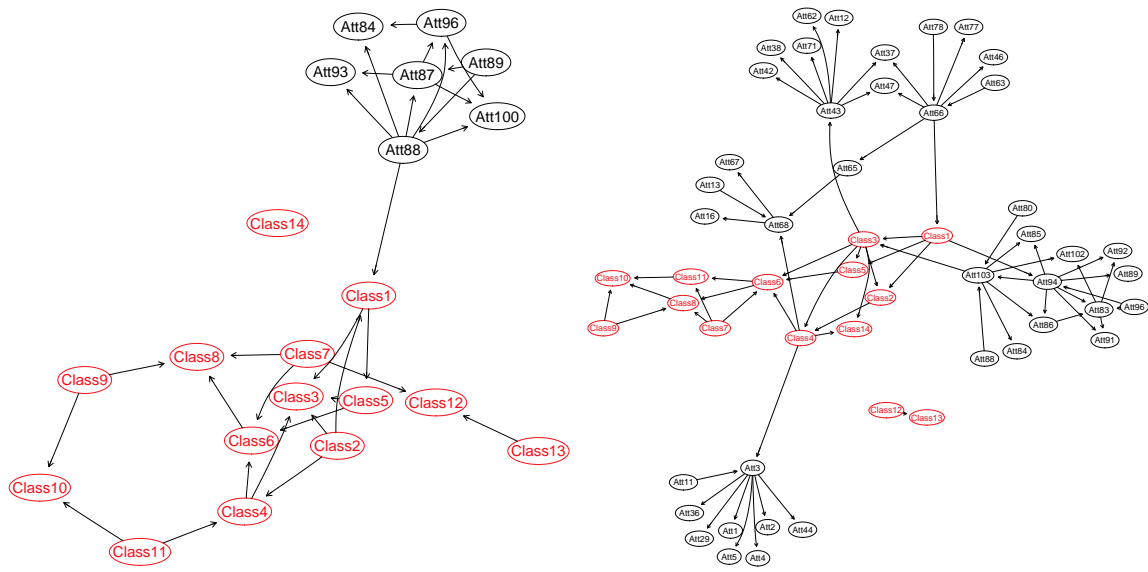 Att84
Att96
Att93
Att87
Att89
Att100
Att88
Class14
Class1
Class8
Class7
Class9
Class3
Class5
Class12
Class6
Class2
Class13
Class10
Class4
Class11
Att62
Att12
Att78
Att77
Att38
Att71
Att37
Att46
Att42
Att47
Att63
Att43
Att66
Att67
Att65
Att13
Att16
Att68
Att80
Att85
Att102
Att92
Class3
Class1
Class10
Class11
Class5
Att103
Att94
Att89
Class6
Class8
Class2
Att83
Att96
Class9
Class7
Class14
Att86
Class4
Att91
Att88
Att84
Class12
Class13
Att3
Att11
Att36
Att1
Att2
Att44
Att29
Att5
Att4